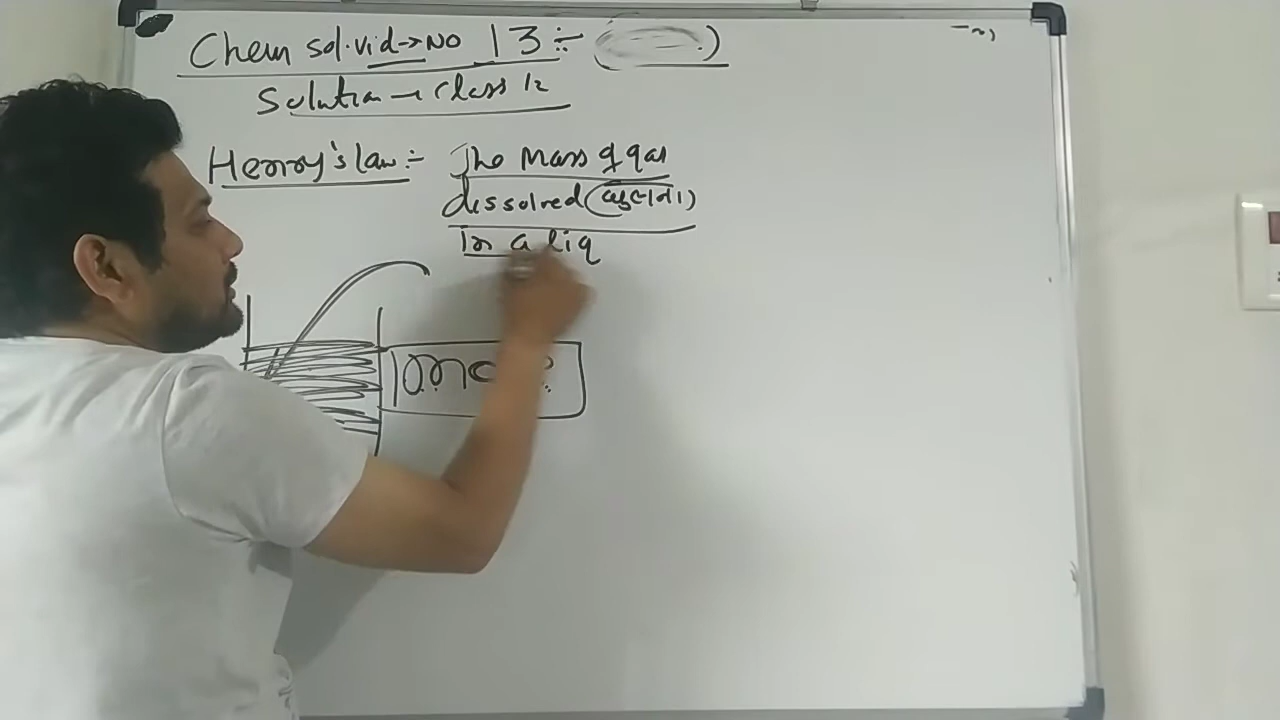 Chem sol.vid→No 13:-
Solution → class 12
Henry's law:- The Mass of gas
dissolved (
In a liq